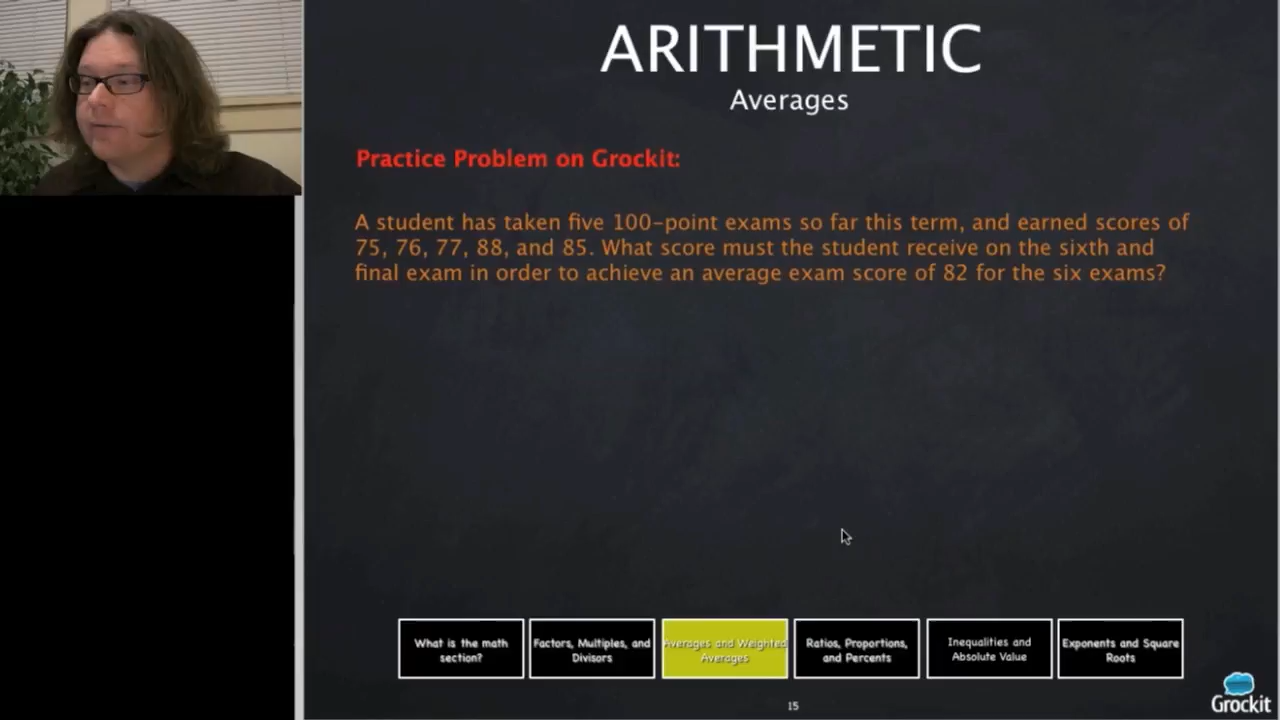 ARITHMETIC
Averages
Practice Problem on Grockit:
A student has taken five 100-point exams so far this term, and earned scores of
75, 76, 77, 88, and 85. What score must the student receive on the sixth and
final exam in order to achieve an average exam score of 82 for the six exams?
What is the math
section?
Factors, Multiples, and
Divisors
Averages and Weighted
Averages
Ratios, Proportions,
and Percents
Inequalities and
Absolute Value
Exponents and Square
Roots
15
Grockit